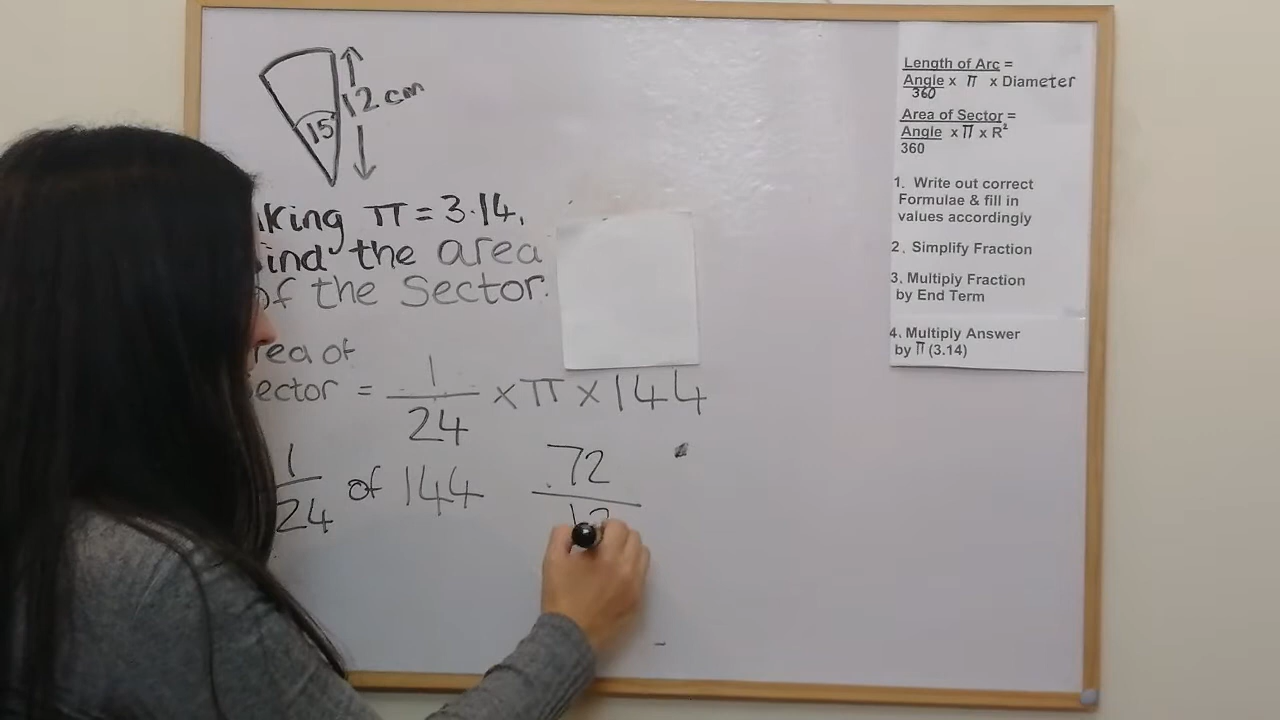 12 cm
15
king π = 3.14,
ind the area
of the Sector.
rea of
ector = 1/24 × π × 144
1/24 of 144 72/12
Length of Arc =
Angle x π x Diameter
360
Area of Sector =
Angle x π x R²
360
1. Write out correct
Formulae & fill in
values accordingly
2. Simplify Fraction
3. Multiply Fraction
by End Term
4. Multiply Answer
by π (3.14)